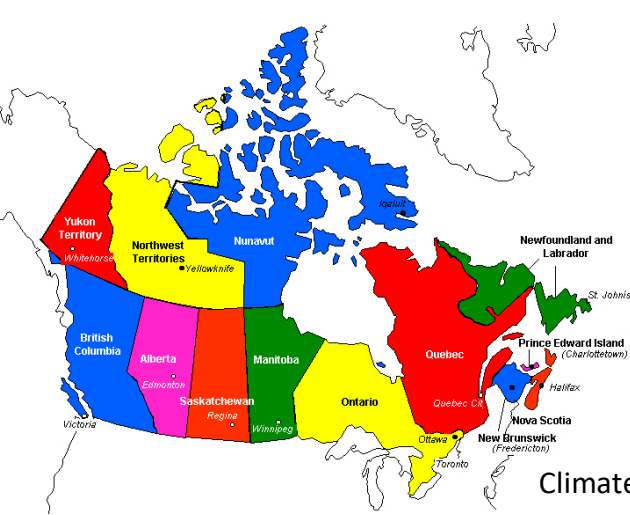 Iqaluit
Yukon
Territory
Whitehorse
Northwest
Territories
Yellowknife
Nunavut
Newfoundland and
Labrador
St. Johns
British
Columbia
Alberta
Edmonton
Saskatchewan
Regina
Manitoba
Winnipeg
Ontario
Quebec
Quebec Cit
Prince Edward Island
(Charlottetown)
Halifax
Nova Scotia
New Brunswick
(Fredericton)
Victoria
Ottawa
Toronto
Climate